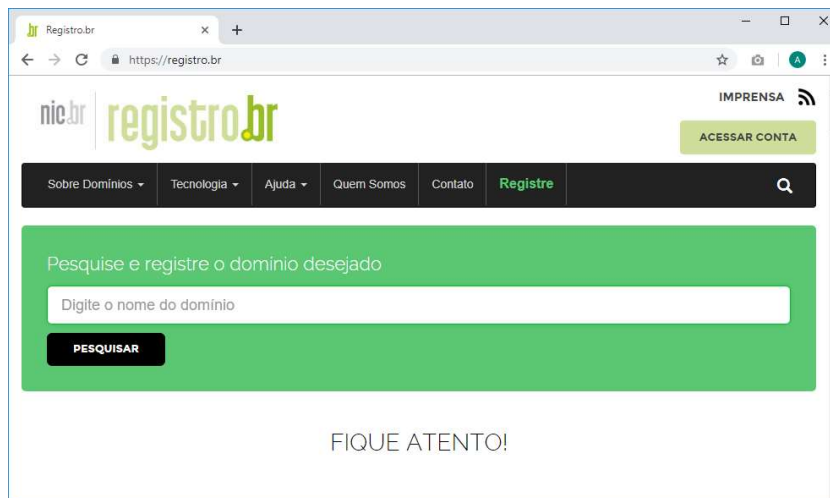 .br Registro.br
https://registro.br
A
nic.br registro.br
IMPRENSA
ACESSAR CONTA
Sobre Domínios Tecnologia Ajuda Quem Somos Contato Registre
Pesquise e registre o domínio desejado
Digite o nome do domínio
PESQUISAR
FIQUE ATENTO!